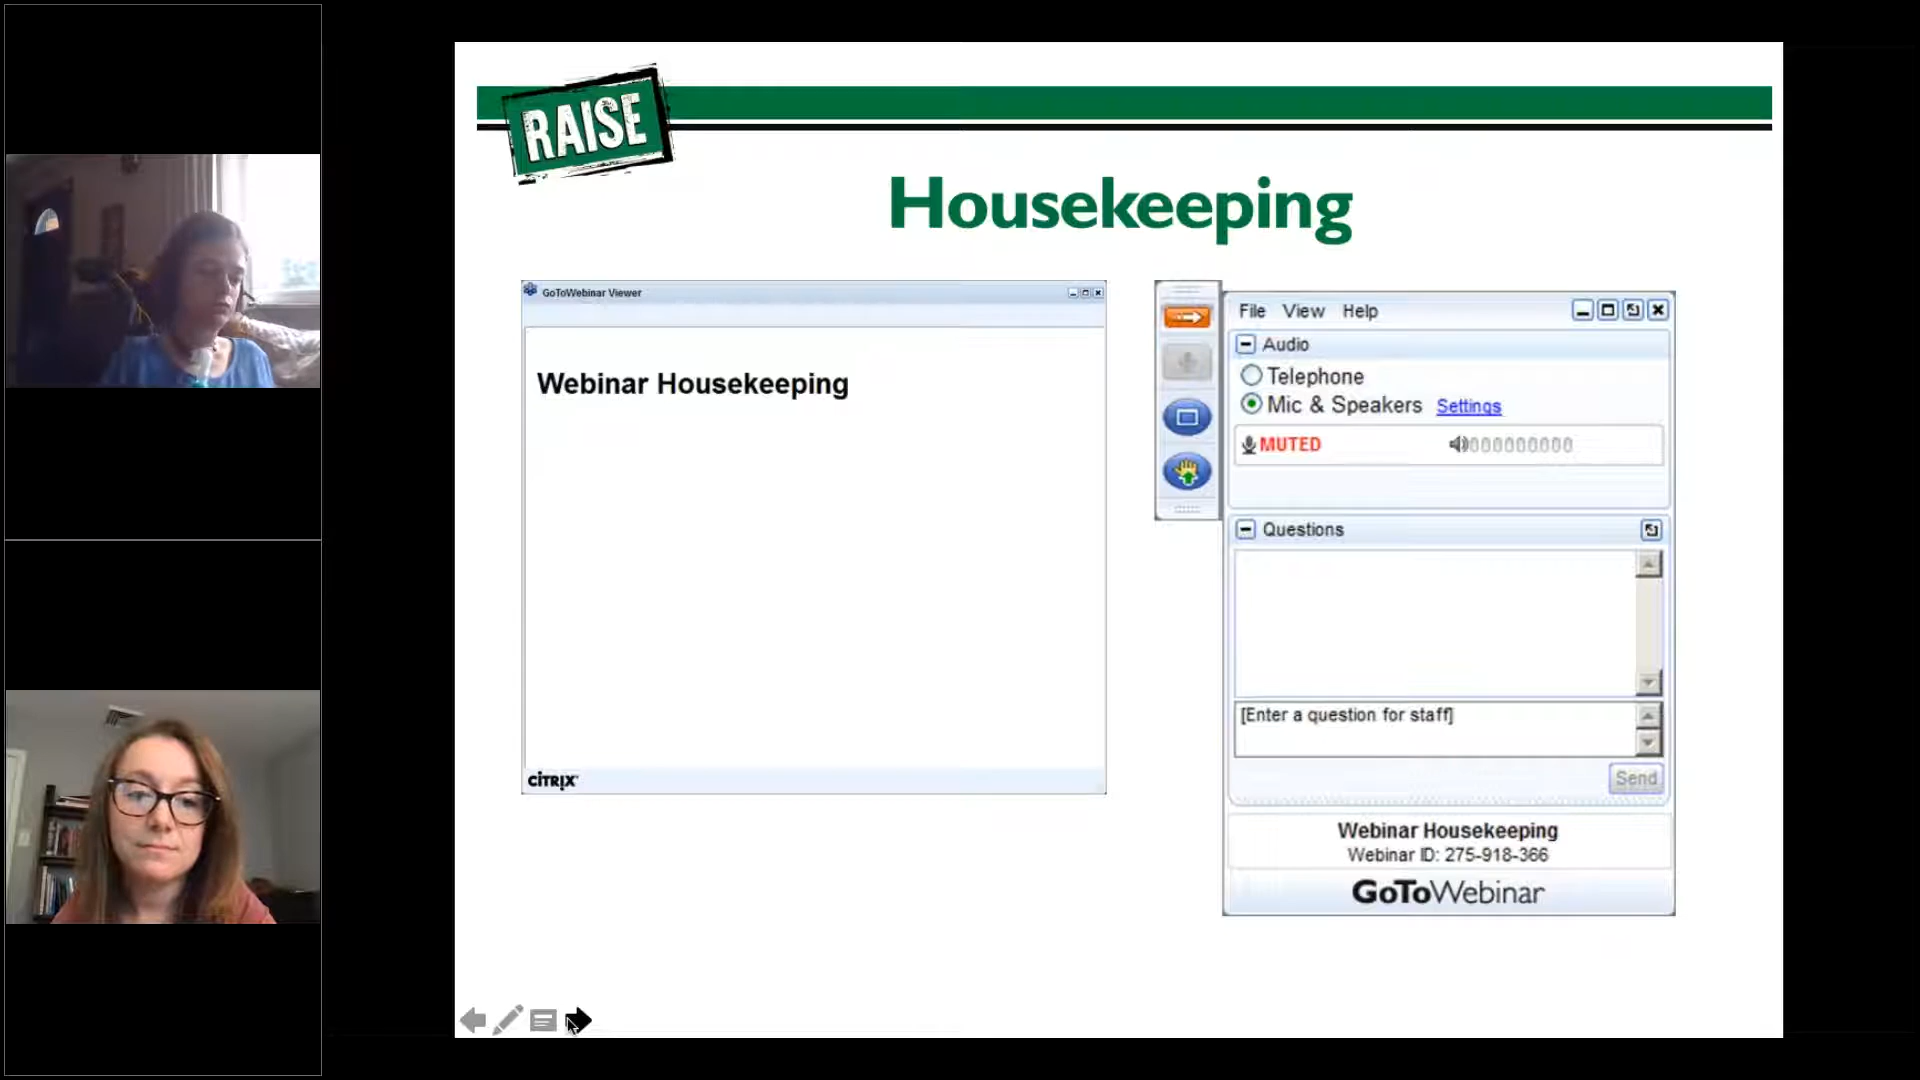 RAISE
Housekeeping
GoToWebinar Viewer
Webinar Housekeeping
CITRIX
File View Help
Audio
Telephone
Mic & Speakers Settings
MUTED
Questions
[Enter a question for staff]
Send
Webinar Housekeeping
Webinar ID: 275-918-366
GoToWebinar